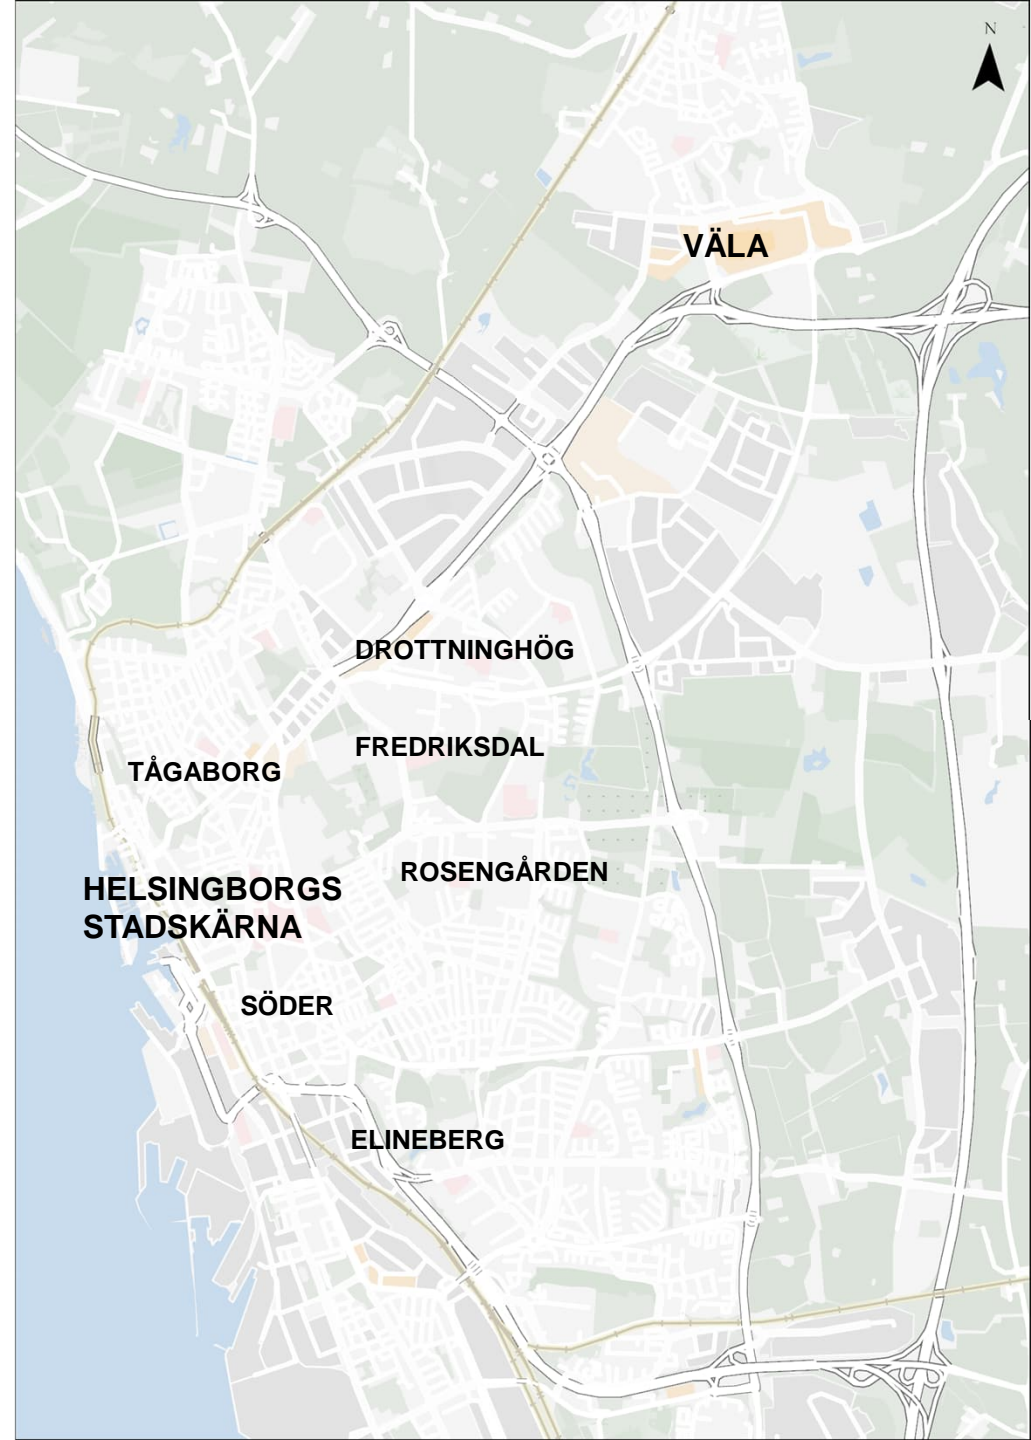 N
VÄLA
DROTTNINGHÖG
FREDRIKSDAL
TÅGABORG
ROSENGÅRDEN
HELSINGBORGS
STADSKÄRNA
SÖDER
ELINEBERG